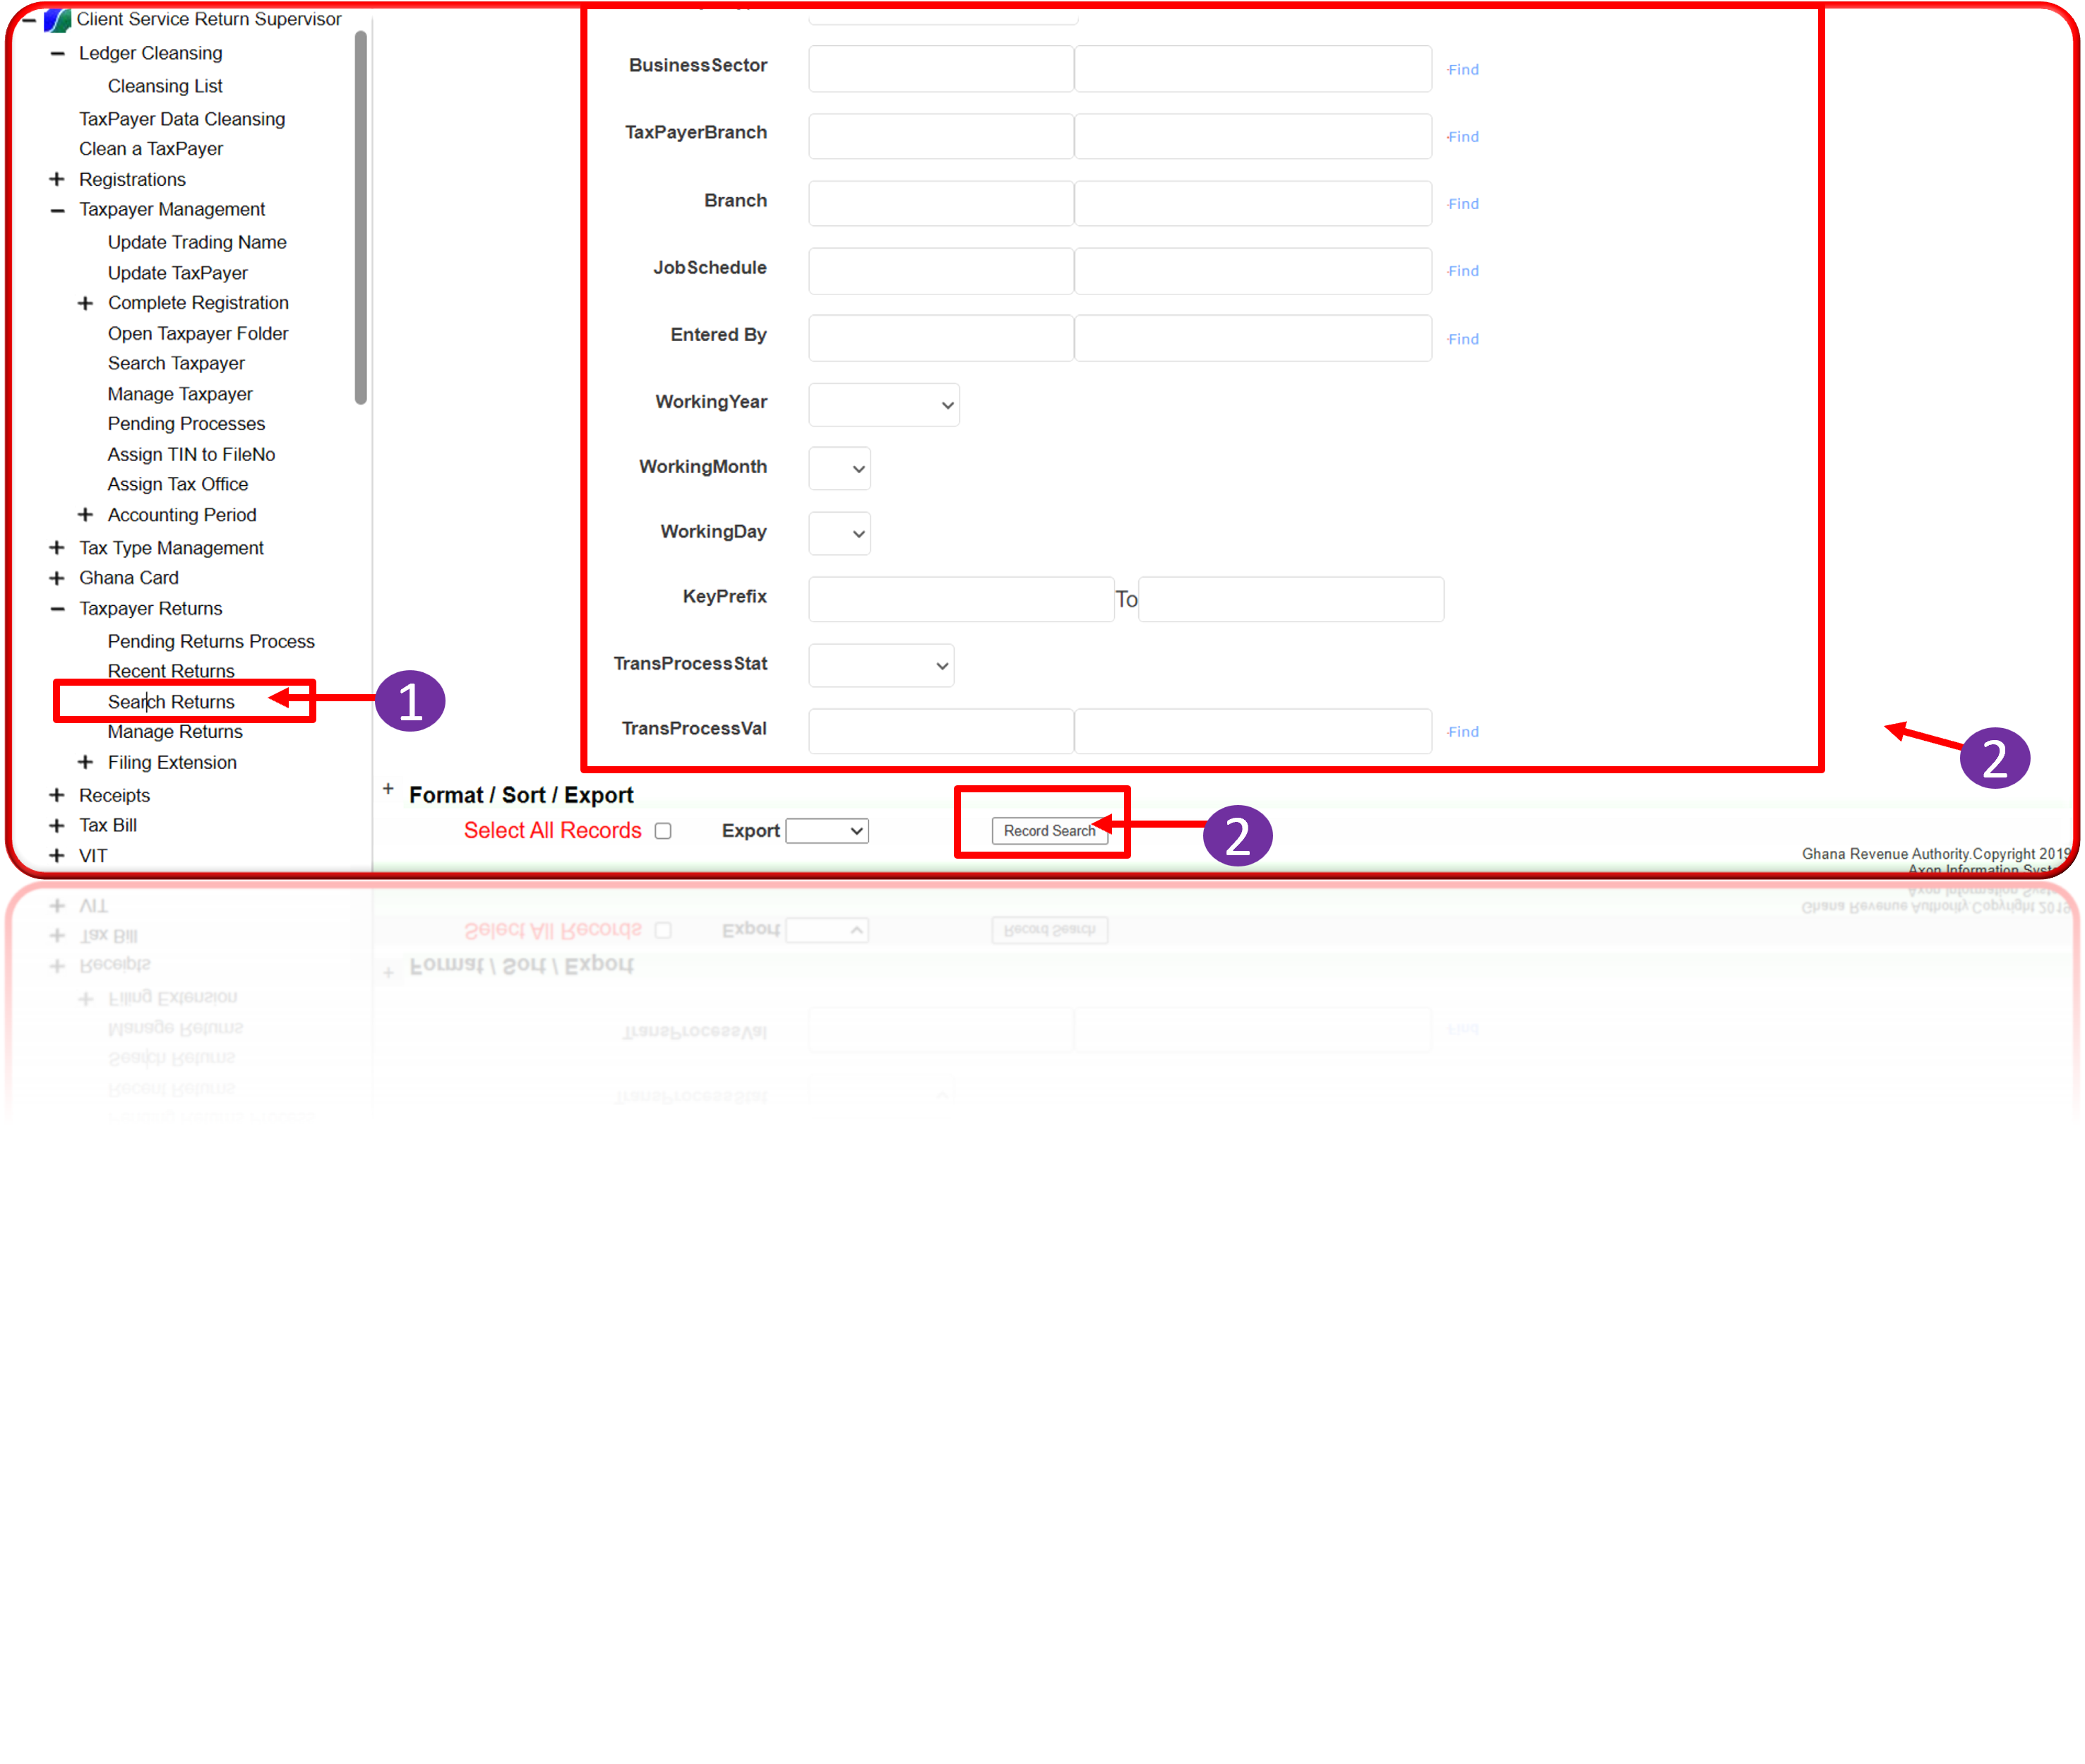 Client Service Return Supervisor
Ledger Cleansing
Cleansing List
TaxPayer Data Cleansing
Clean a TaxPayer
Registrations
Taxpayer Management
Update Trading Name
Update TaxPayer
Complete Registration
Open Taxpayer Folder
Search Taxpayer
Manage Taxpayer
Pending Processes
Assign TIN to FileNo
Assign Tax Office
Accounting Period
Tax Type Management
Ghana Card
Taxpayer Returns
Pending Returns Process
Recent Returns
Search Returns
Manage Returns
Filing Extension
Receipts
Tax Bill
VIT
1
BusinessSector Find
TaxPayerBranch Find
Branch Find
JobSchedule Find
Entered By Find
WorkingYear
WorkingMonth
WorkingDay
KeyPrefix To
TransProcessStat
TransProcessVal Find
2
+ Format / Sort / Export
Select All Records Export Record Search
2
Ghana Revenue Authority.Copyright 2019
Axon Information Syst